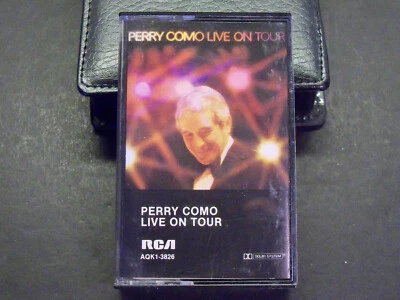 PERRY COMO LIVE ON TOUR
PERRY COMO
LIVE ON TOUR
RCA
AQK1-3826
DOLBY SYSTEM